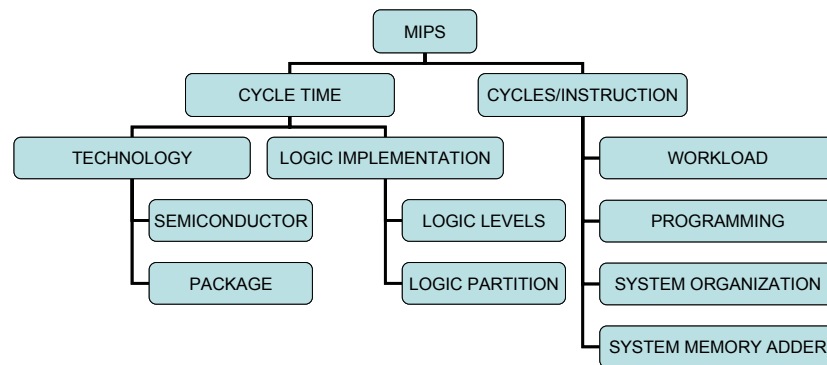 MIPS
CYCLE TIME
CYCLES/INSTRUCTION
TECHNOLOGY
LOGIC IMPLEMENTATION
WORKLOAD
SEMICONDUCTOR
LOGIC LEVELS
PROGRAMMING
PACKAGE
LOGIC PARTITION
SYSTEM ORGANIZATION
SYSTEM MEMORY ADDER